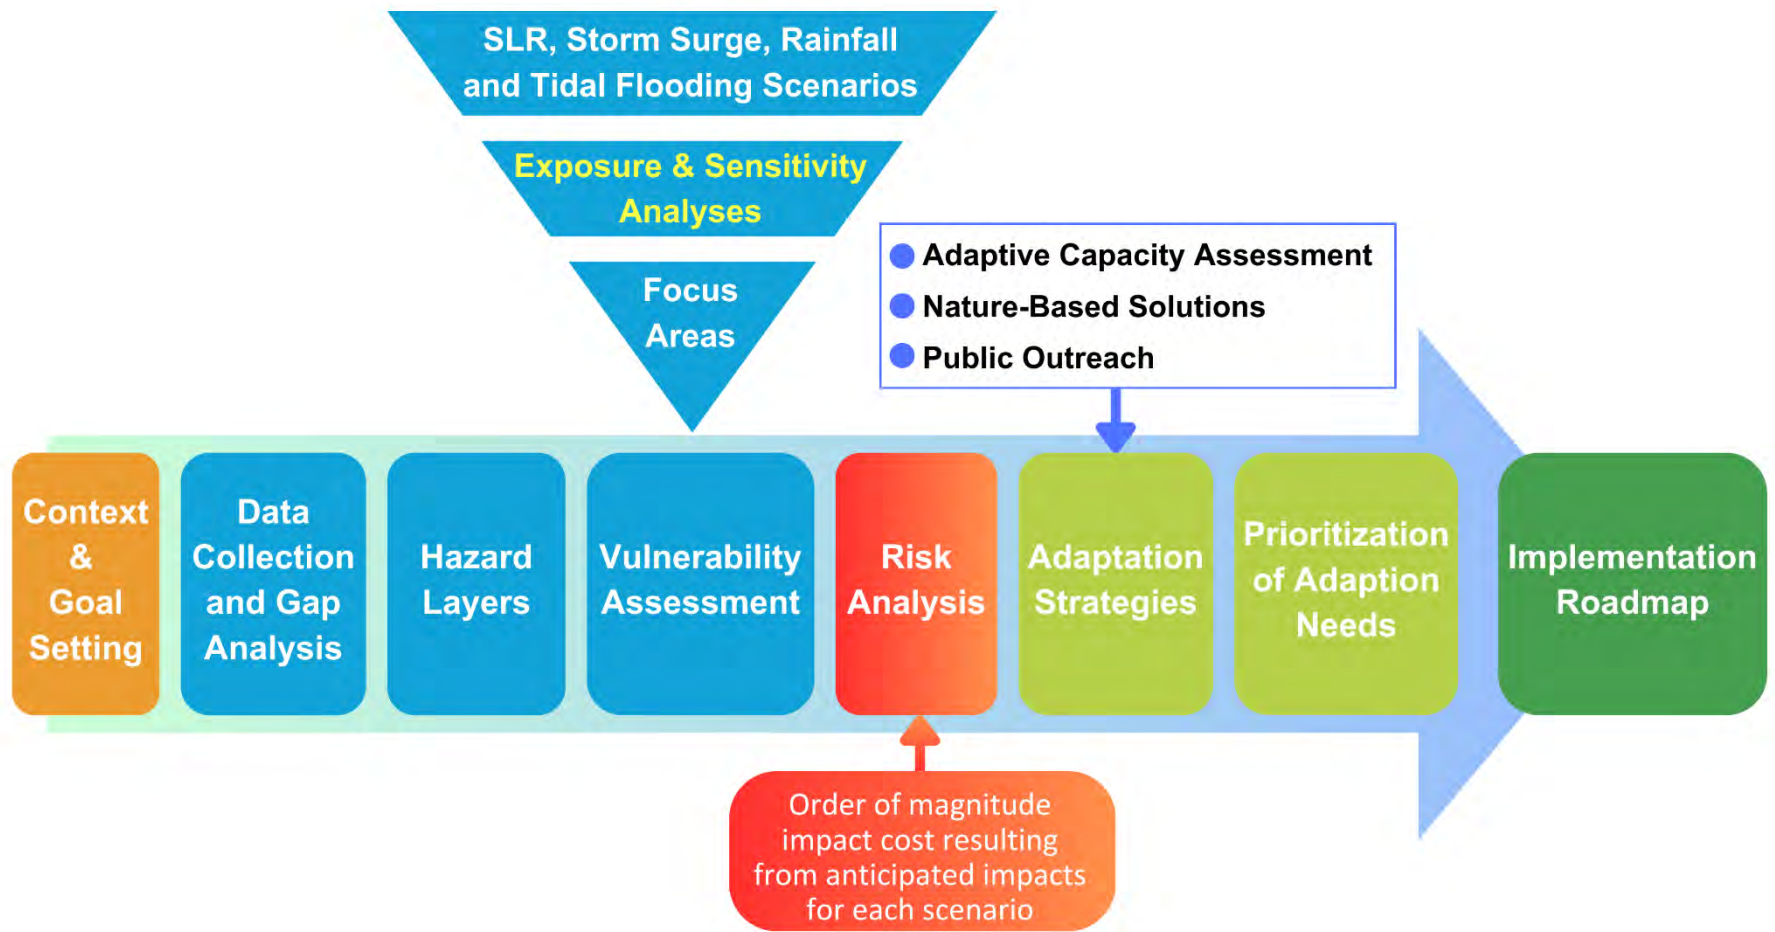 SLR, Storm Surge, Rainfall
and Tidal Flooding Scenarios
Exposure & Sensitivity
Analyses
Focus
Areas
Adaptive Capacity Assessment
Nature-Based Solutions
Public Outreach
Context
&
Goal
Setting
Data
Collection
and Gap
Analysis
Hazard
Layers
Vulnerability
Assessment
Risk
Analysis
Adaptation
Strategies
Prioritization
of Adaption
Needs
Implementation
Roadmap
Order of magnitude
impact cost resulting
from anticipated impacts
for each scenario